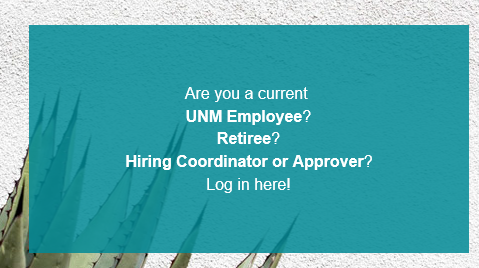 Are you a current
UNM Employee?
Retiree?
Hiring Coordinator or Approver?
Log in here!